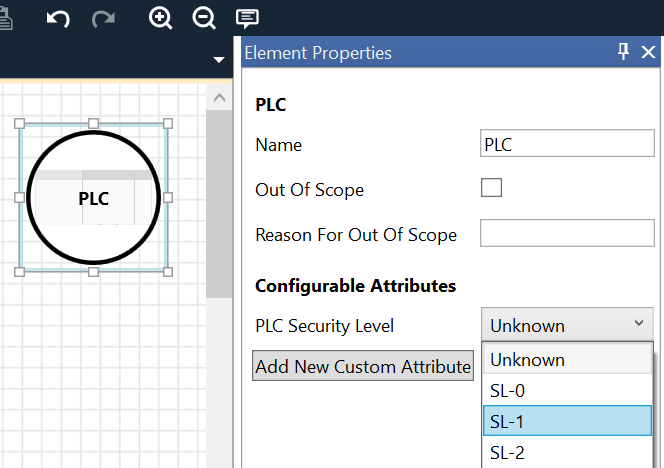 Element Properties
PLC
Name
PLC
Out Of Scope
Reason For Out Of Scope
Configurable Attributes
PLC Security Level
Unknown
Add New Custom Attribute
Unknown
SL-0
SL-1
SL-2
PLC